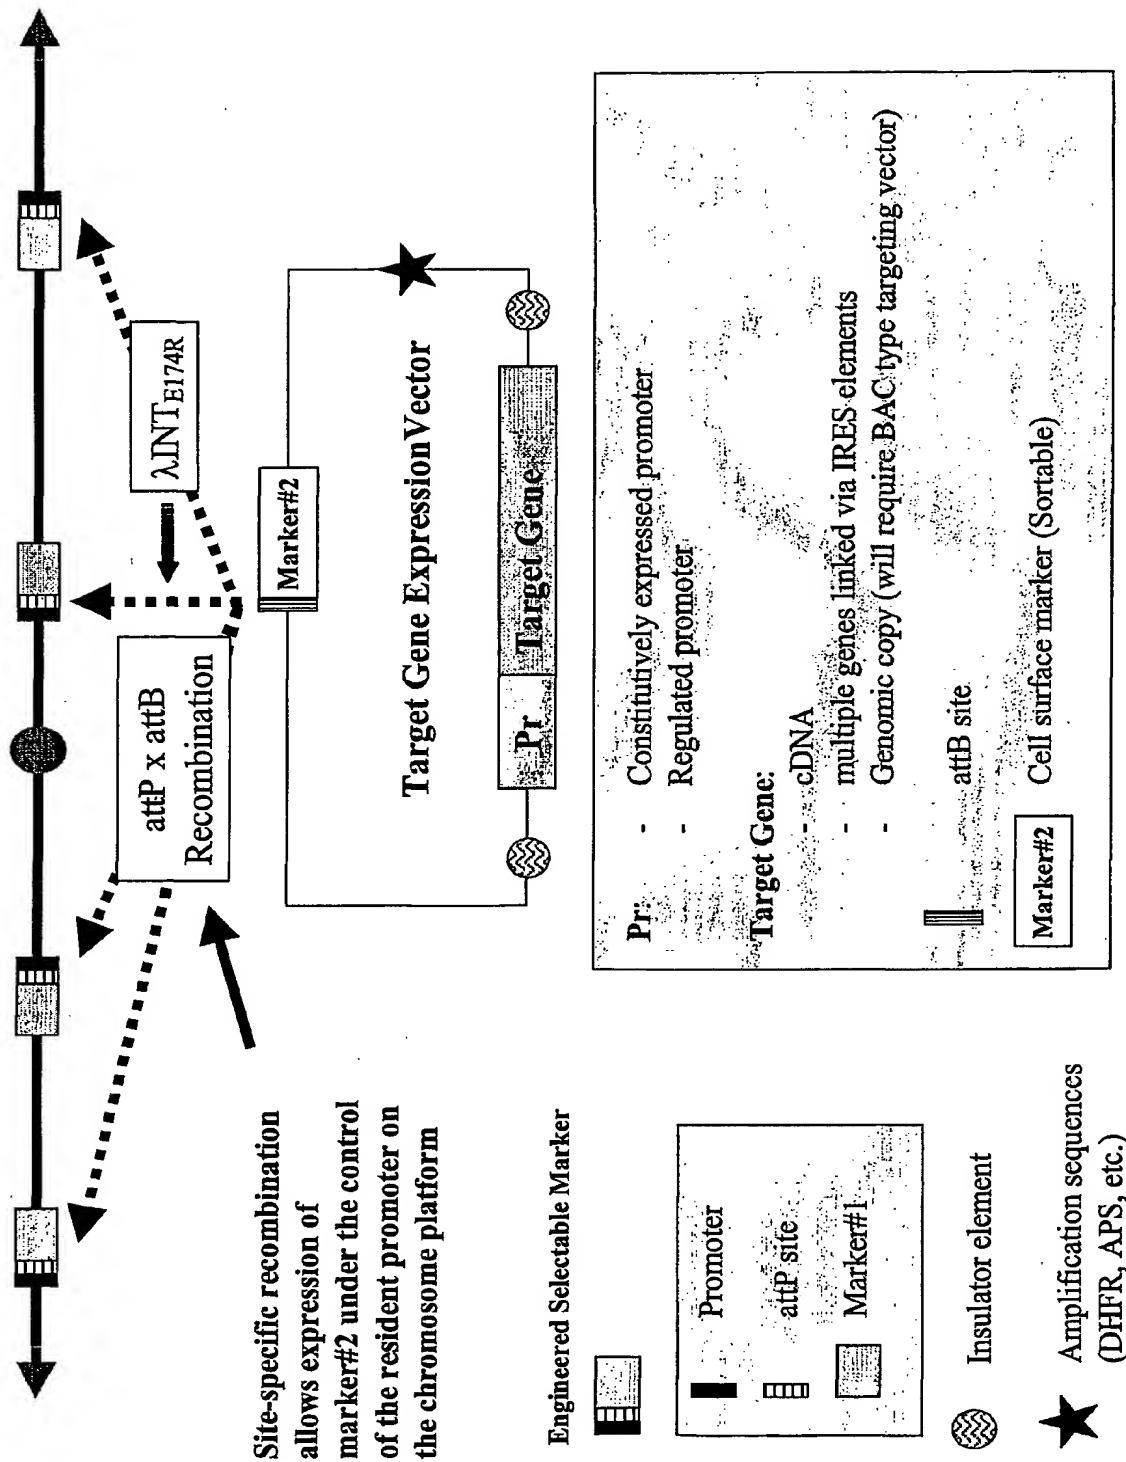 attP x attB
Recombination
λINT E174R
Site-specific recombination
allows expression of
marker#2 under the control
of the resident promoter on
the chromosome platform
Marker#2
Target Gene Expression Vector
Pr
Target Gene
Engineered Selectable Marker
Promoter
attP site
Marker#1
Insulator element
Amplification sequences
(DHFR, APS, etc.)
Pr:
- Constitutively expressed promoter
- Regulated promoter
Target Gene:
- cDNA
- multiple genes linked via IRES elements
- Genomic copy (will require BAC type targeting vector)
attB site
Marker#2
Cell surface marker (Sortable)